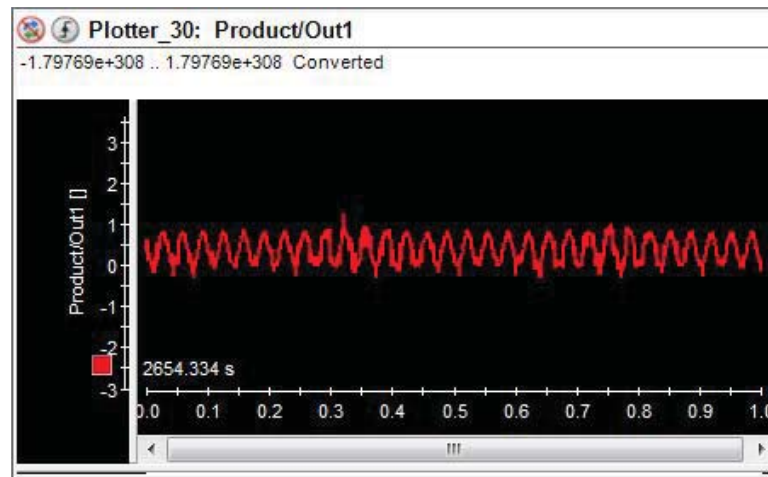 Plotter_30: Product/Out1
-1.79769e+308 .. 1.79769e+308 Converted
Product/Out1 []
3
2
1
0
-1
-2
-3
2654.334 s
0.0 0.1 0.2 0.3 0.4 0.5 0.6 0.7 0.8 0.9 1.0